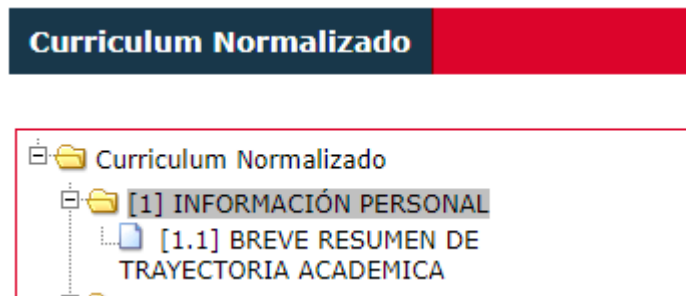 Curriculum Normalizado
Curriculum Normalizado
[1] INFORMACIÓN PERSONAL
[1.1] BREVE RESUMEN DE
TRAYECTORIA ACADEMICA